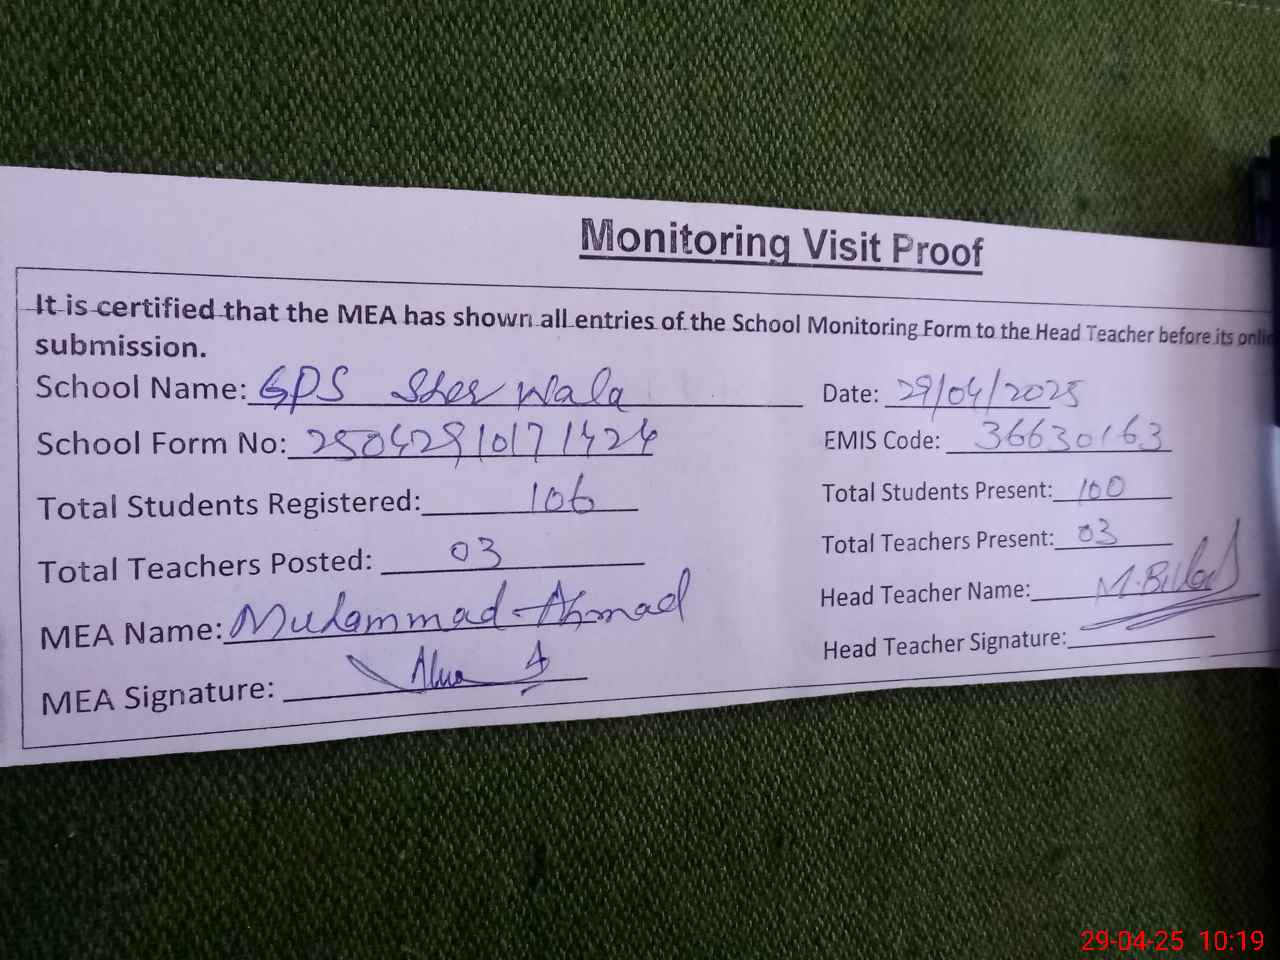 Monitoring Visit Proof
It is certified that the MEA has shown all entries of the School Monitoring Form to the Head Teacher before its
submission.
School Name: GPS Sher Wala Date: 29/04/2025
School Form No: 25042910171424 EMIS Code: 36630163
Total Students Registered: 106 Total Students Present: 100
Total Teachers Posted: 03 Total Teachers Present: 03
MEA Name: Muhammad Ahmad Head Teacher Name: M. Bilal
MEA Signature: Head Teacher Signature:
29-04-25 10:19